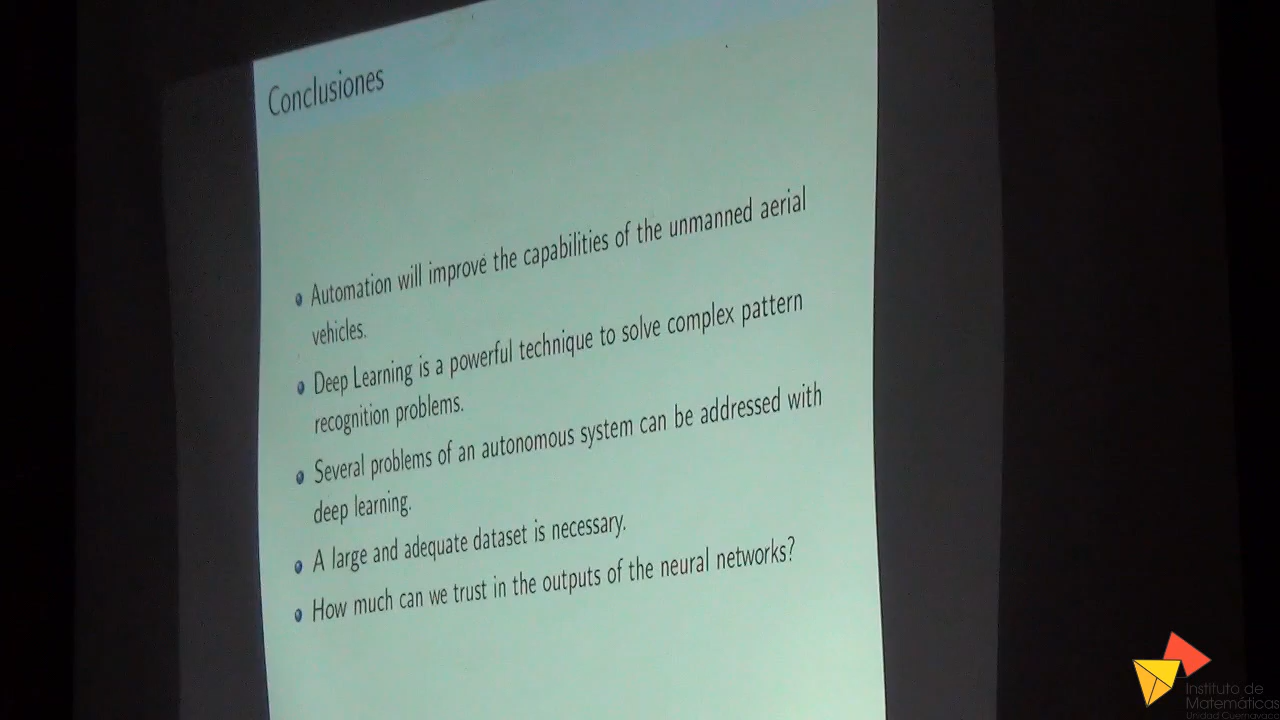 Conclusiones
Automation will improve the capabilities of the unmanned aerial
vehicles.
Deep Learning is a powerful technique to solve complex pattern
recognition problems.
Several problems of an autonomous system can be addressed with
deep learning.
A large and adequate dataset is necessary.
How much can we trust in the outputs of the neural networks?
Instituto de
Matemáticas
Unidad Cuernavaca